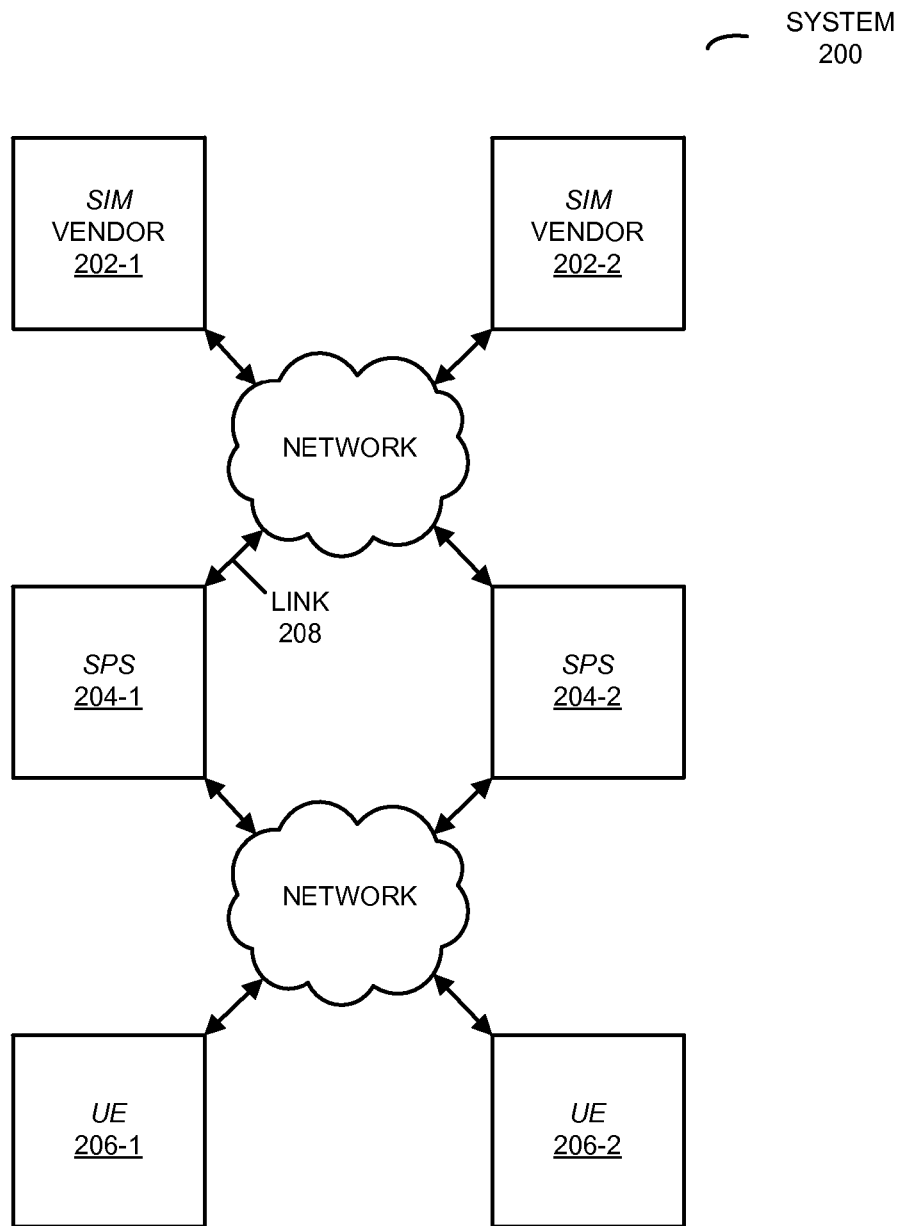 SYSTEM
200
SIM
VENDOR
202-1
SIM
VENDOR
202-2
NETWORK
LINK
208
SPS
204-1
SPS
204-2
NETWORK
UE
206-1
UE
206-2